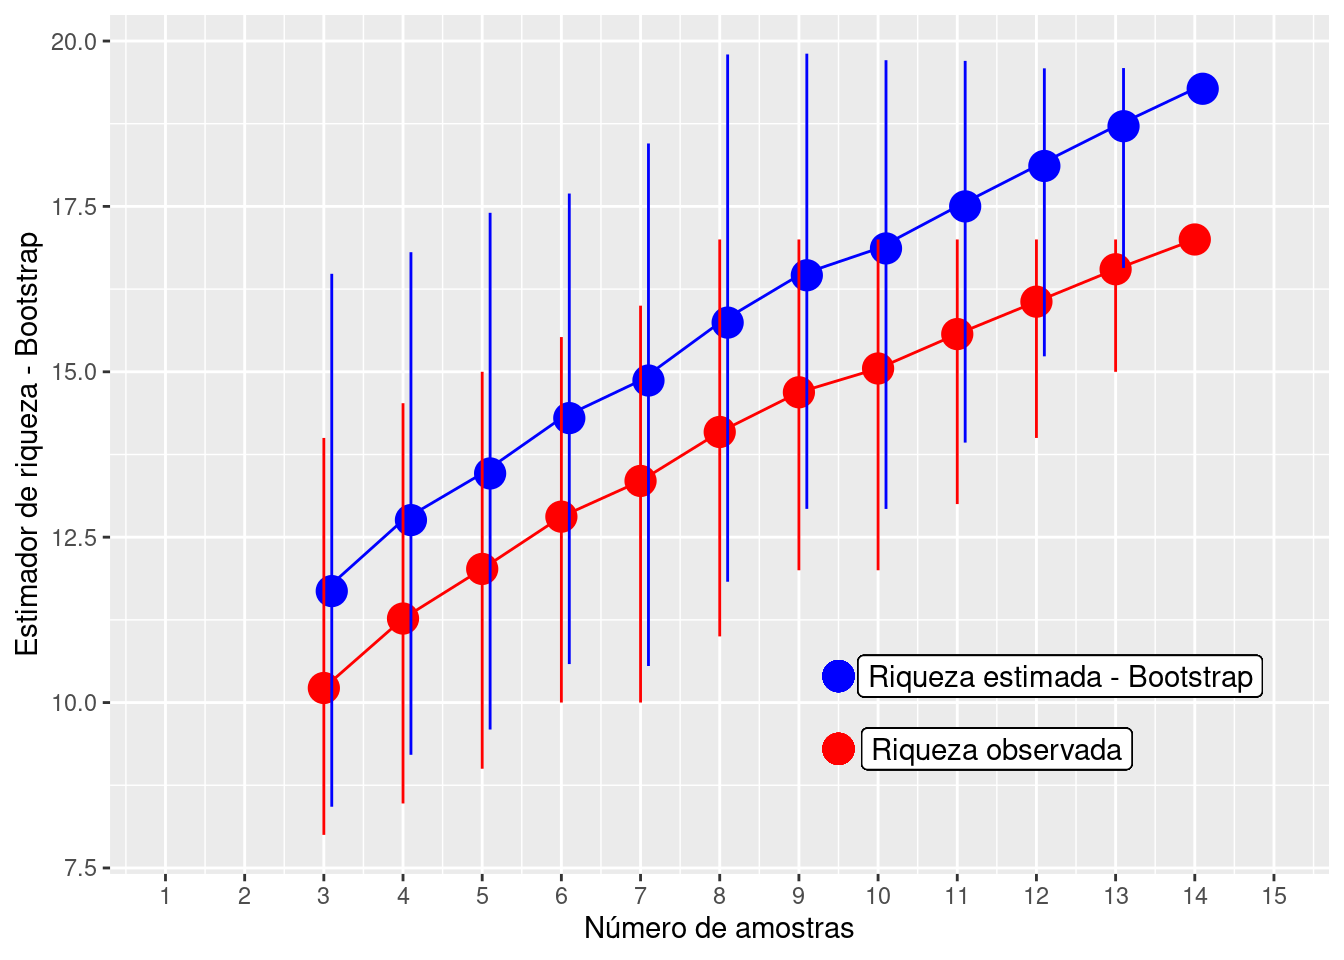 Estimador de riqueza - Bootstrap
20.0
17.5
15.0
12.5
10.0
7.5
Riqueza estimada - Bootstrap
Riqueza observada
1 2 3 4 5 6 7 8 9 10 11 12 13 14 15
Número de amostras